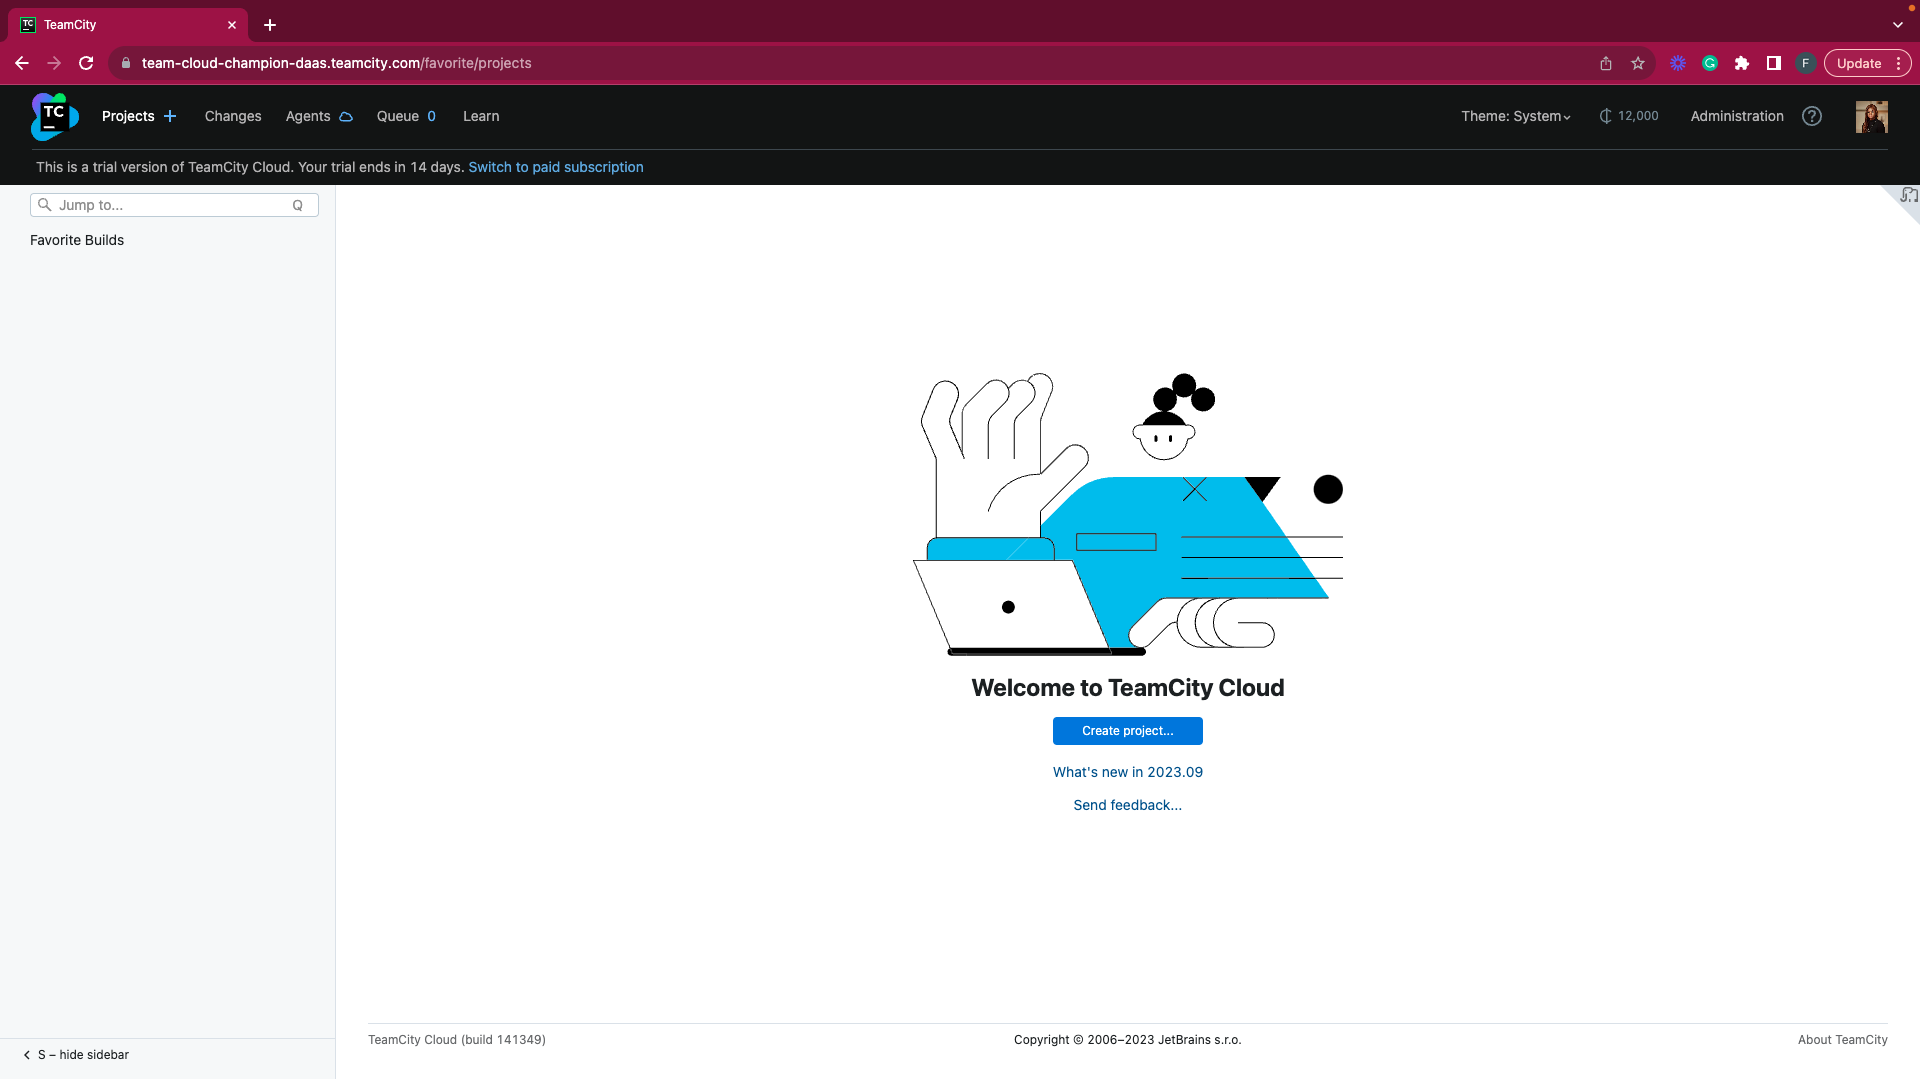 TC TeamCity
team-cloud-champion-daas.teamcity.com/favorite/projects
G
F
Update
TC
Projects
Changes
Agents
Queue 0
Learn
Theme: System
12,000
Administration
?
This is a trial version of TeamCity Cloud. Your trial ends in 14 days. Switch to paid subscription
Jump to...
Q
Favorite Builds
Welcome to TeamCity Cloud
Create project...
What's new in 2023.09
Send feedback...
TeamCity Cloud (build 141349)
Copyright © 2006–2023 JetBrains s.r.o.
About TeamCity
S – hide sidebar